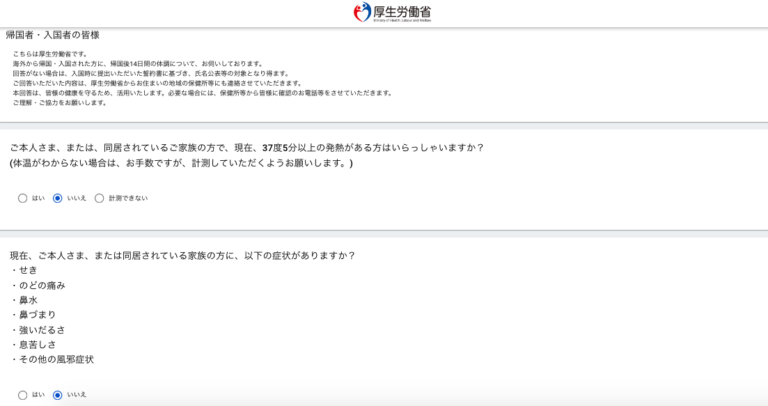 厚生労働省
Ministry of Health, Labour and Welfare
帰国者・入国者の皆様
こちらは厚生労働省です。
海外から帰国・入国された方に、帰国後14日間の体調について、お伺いしております。
回答がない場合は、入国時に提出いただいた誓約書に基づき、氏名公表等の対象となり得ます。
ご回答いただいた内容は、厚生労働省からお住まいの地域の保健所等にも連絡させていただきます。
本回答は、皆様の健康を守るため、活用いたします。必要な場合には、保健所等から皆様に確認のお電話等をさせていただきます。
ご理解・ご協力をお願いします。
ご本人さま、または、同居されているご家族の方で、現在、37度5分以上の発熱がある方はいらっしゃいますか？
(体温がわからない場合は、お手数ですが、計測していただくようお願いします。)
はい いいえ 計測できない
現在、ご本人さま、または同居されている家族の方に、以下の症状がありますか？
・せき
・のどの痛み
・鼻水
・鼻づまり
・強いだるさ
・息苦しさ
・その他の風邪症状
はい いいえ